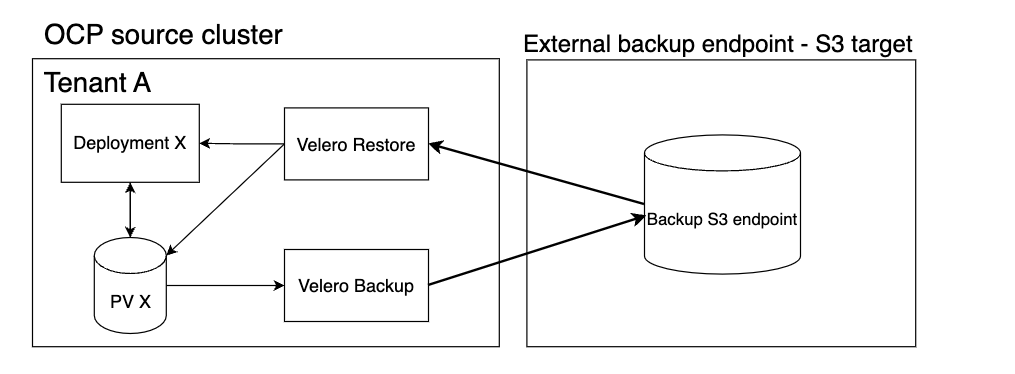 OCP source cluster
External backup endpoint - S3 target
Tenant A
Deployment X
Velero Restore
Backup S3 endpoint
PV X
Velero Backup